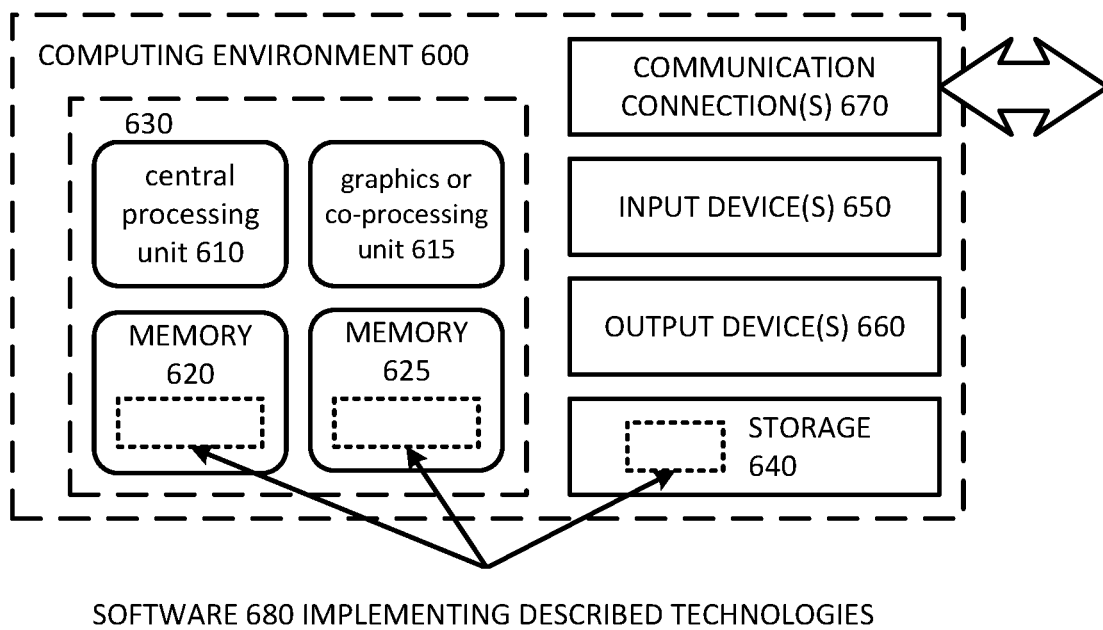 COMPUTING ENVIRONMENT 600
630
central
processing
unit 610
graphics or
co-processing
unit 615
MEMORY
620
MEMORY
625
COMMUNICATION
CONNECTION(S) 670
INPUT DEVICE(S) 650
OUTPUT DEVICE(S) 660
STORAGE
640
SOFTWARE 680 IMPLEMENTING DESCRIBED TECHNOLOGIES